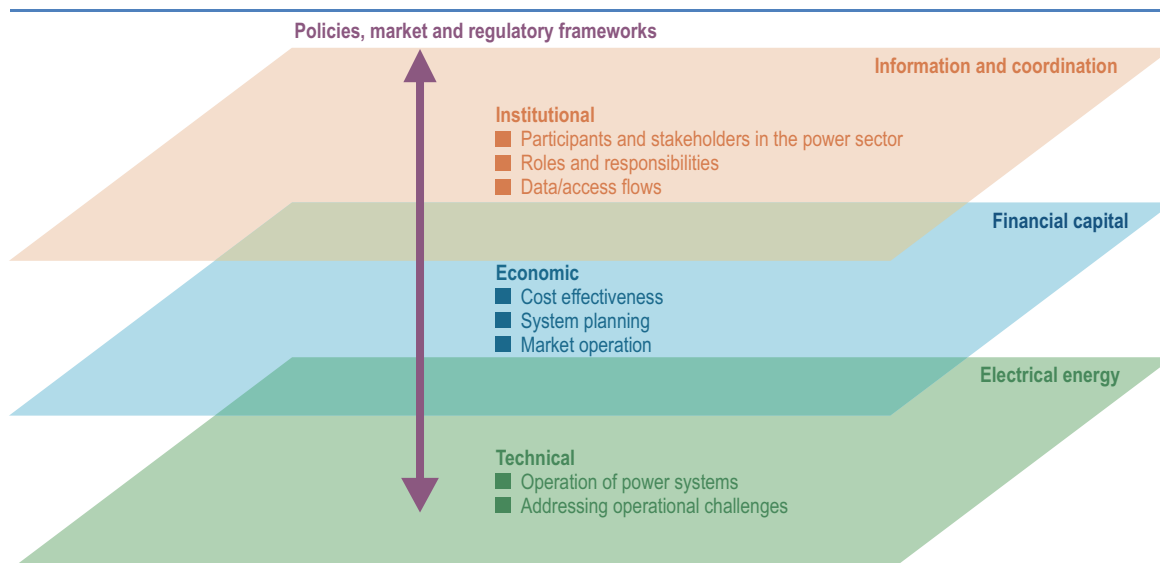 Policies, market and regulatory frameworks
Information and coordination
Institutional
Participants and stakeholders in the power sector
Roles and responsibilities
Data/access flows
Financial capital
Economic
Cost effectiveness
System planning
Market operation
Electrical energy
Technical
Operation of power systems
Addressing operational challenges